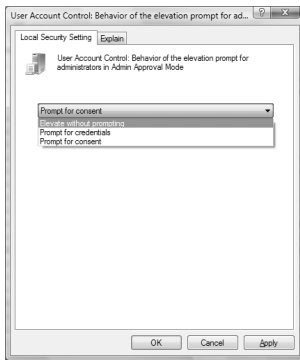 User Account Control: Behavior of the elevation prompt for ad...
Local Security Setting
Explain
User Account Control: Behavior of the elevation prompt for
administrators in Admin Approval Mode
Prompt for consent
Elevate without prompting
Prompt for credentials
Prompt for consent
OK
Cancel
Apply